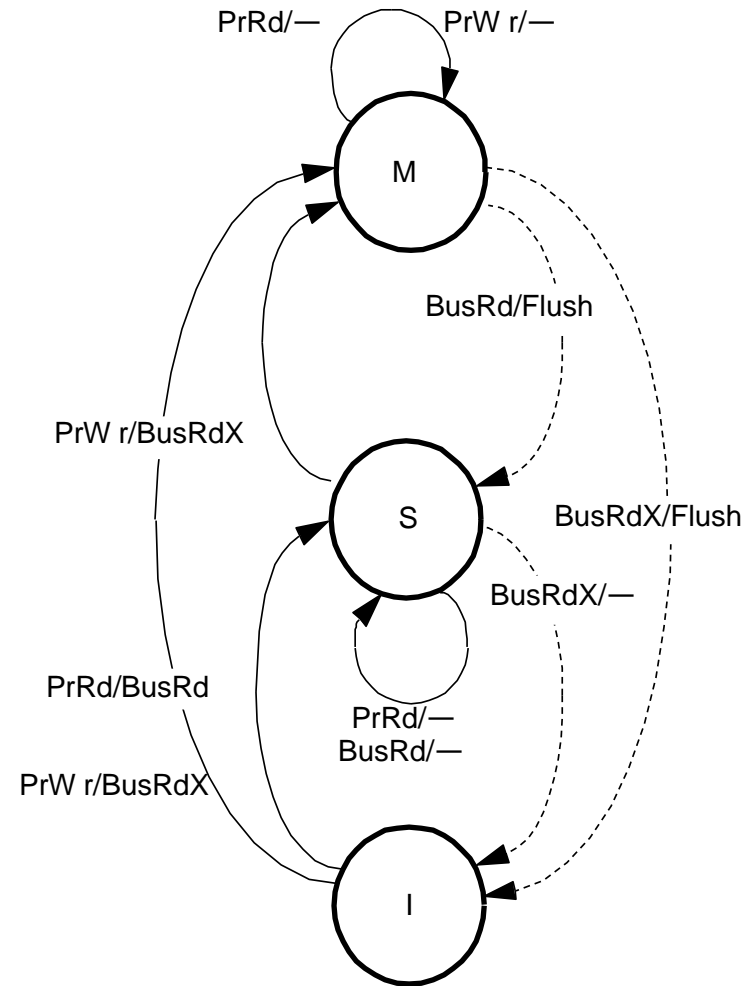 PrRd/—
PrW r/—
M
BusRd/Flush
PrW r/BusRdX
S
BusRdX/Flush
BusRdX/—
PrRd/BusRd
PrRd/—
BusRd/—
PrW r/BusRdX
I